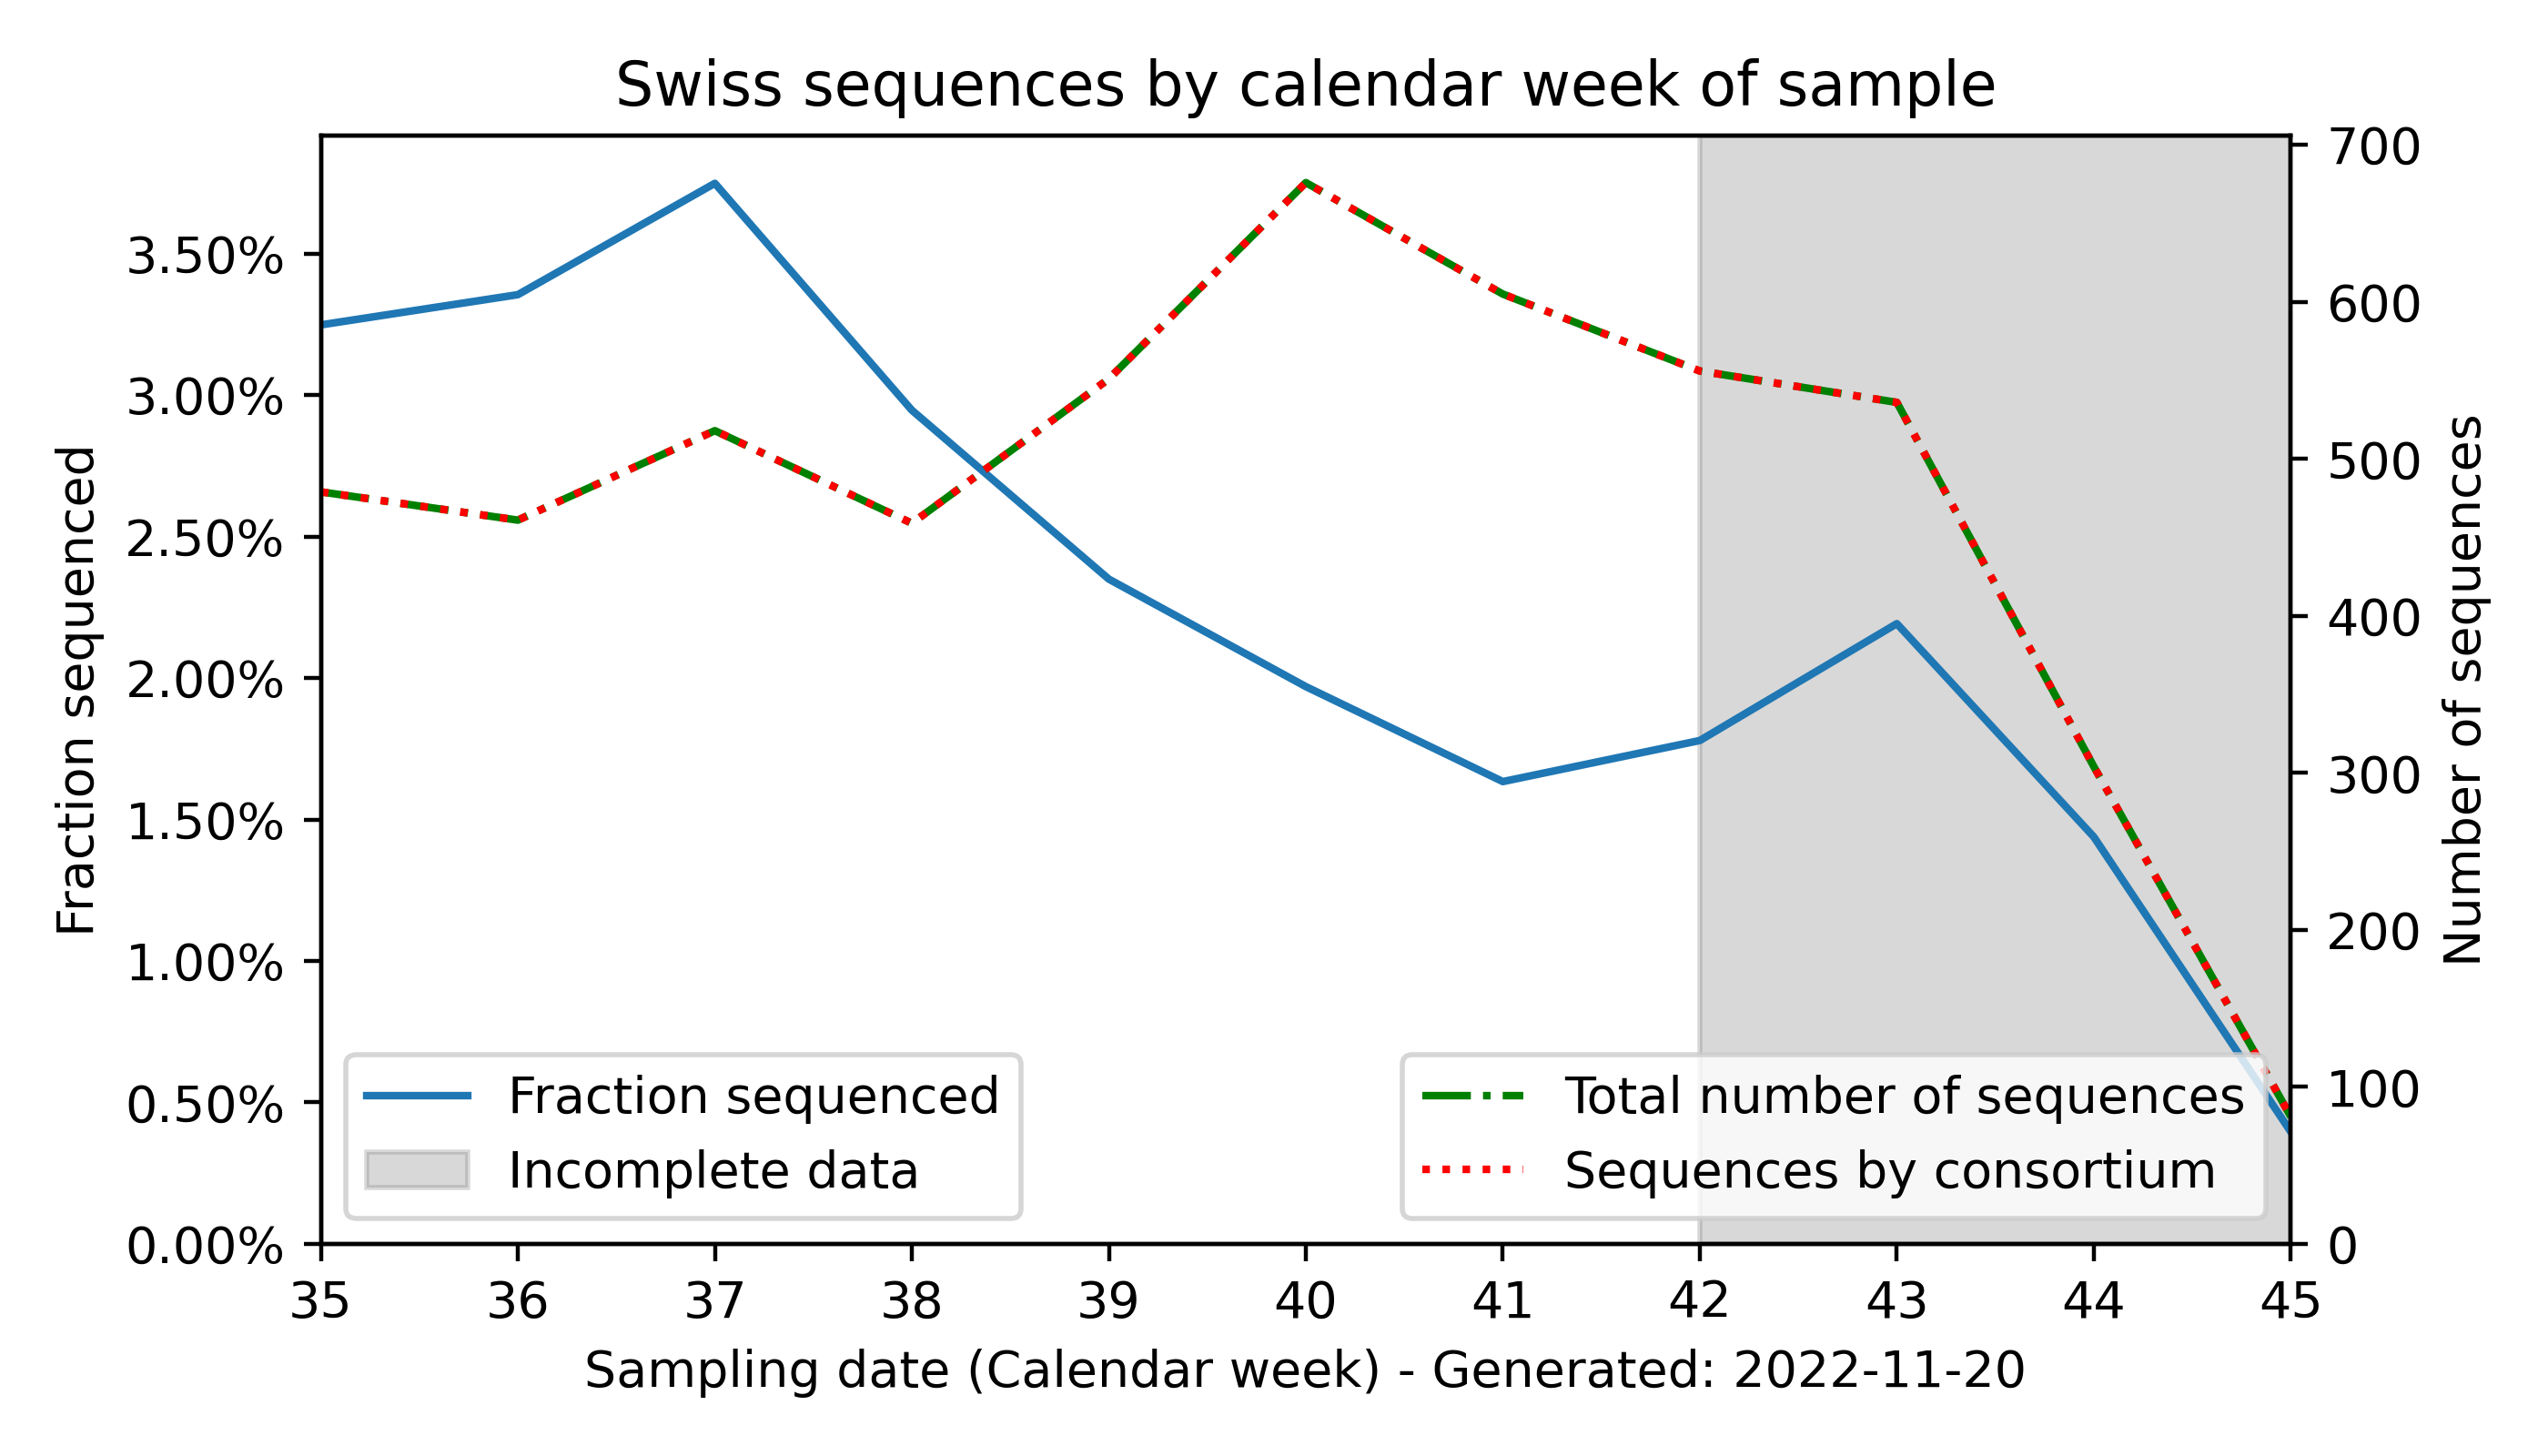 Swiss sequences by calendar week of sample
Fraction sequenced
3.50%
3.00%
2.50%
2.00%
1.50%
1.00%
0.50%
0.00%
700
600
500
400
300
200
100
0
Number of sequences
Fraction sequenced
Incomplete data
Total number of sequences
Sequences by consortium
35 36 37 38 39 40 41 42 43 44 45
Sampling date (Calendar week) - Generated: 2022-11-20